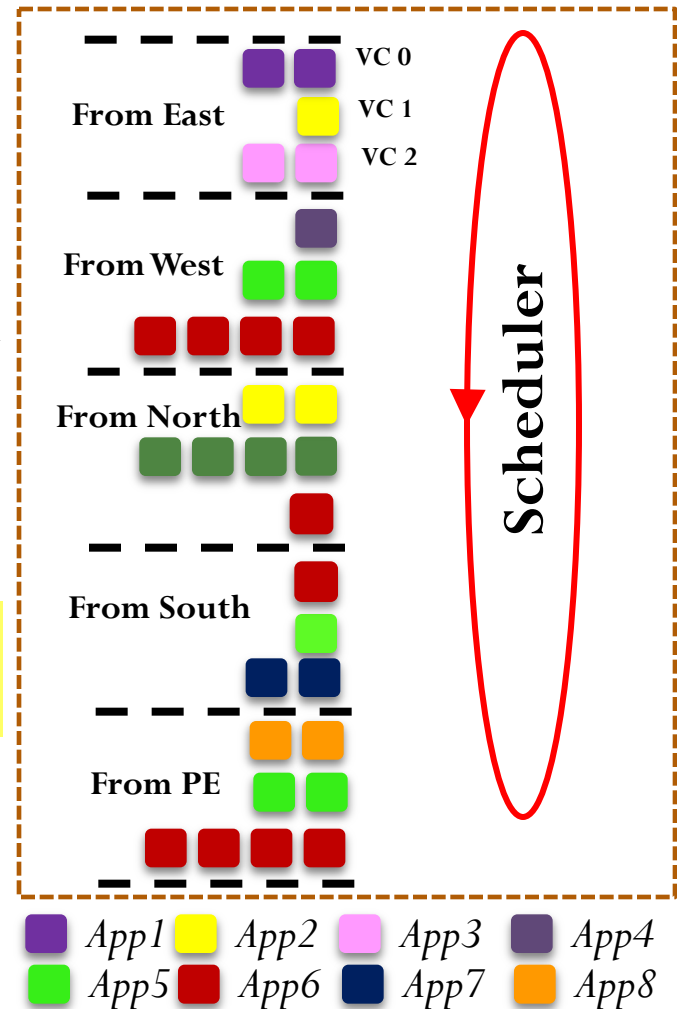 VC 0
From East
VC 1
VC 2
From West
From North
From South
From PE
Scheduler
App1 App2 App3 App4
App5 App6 App7 App8